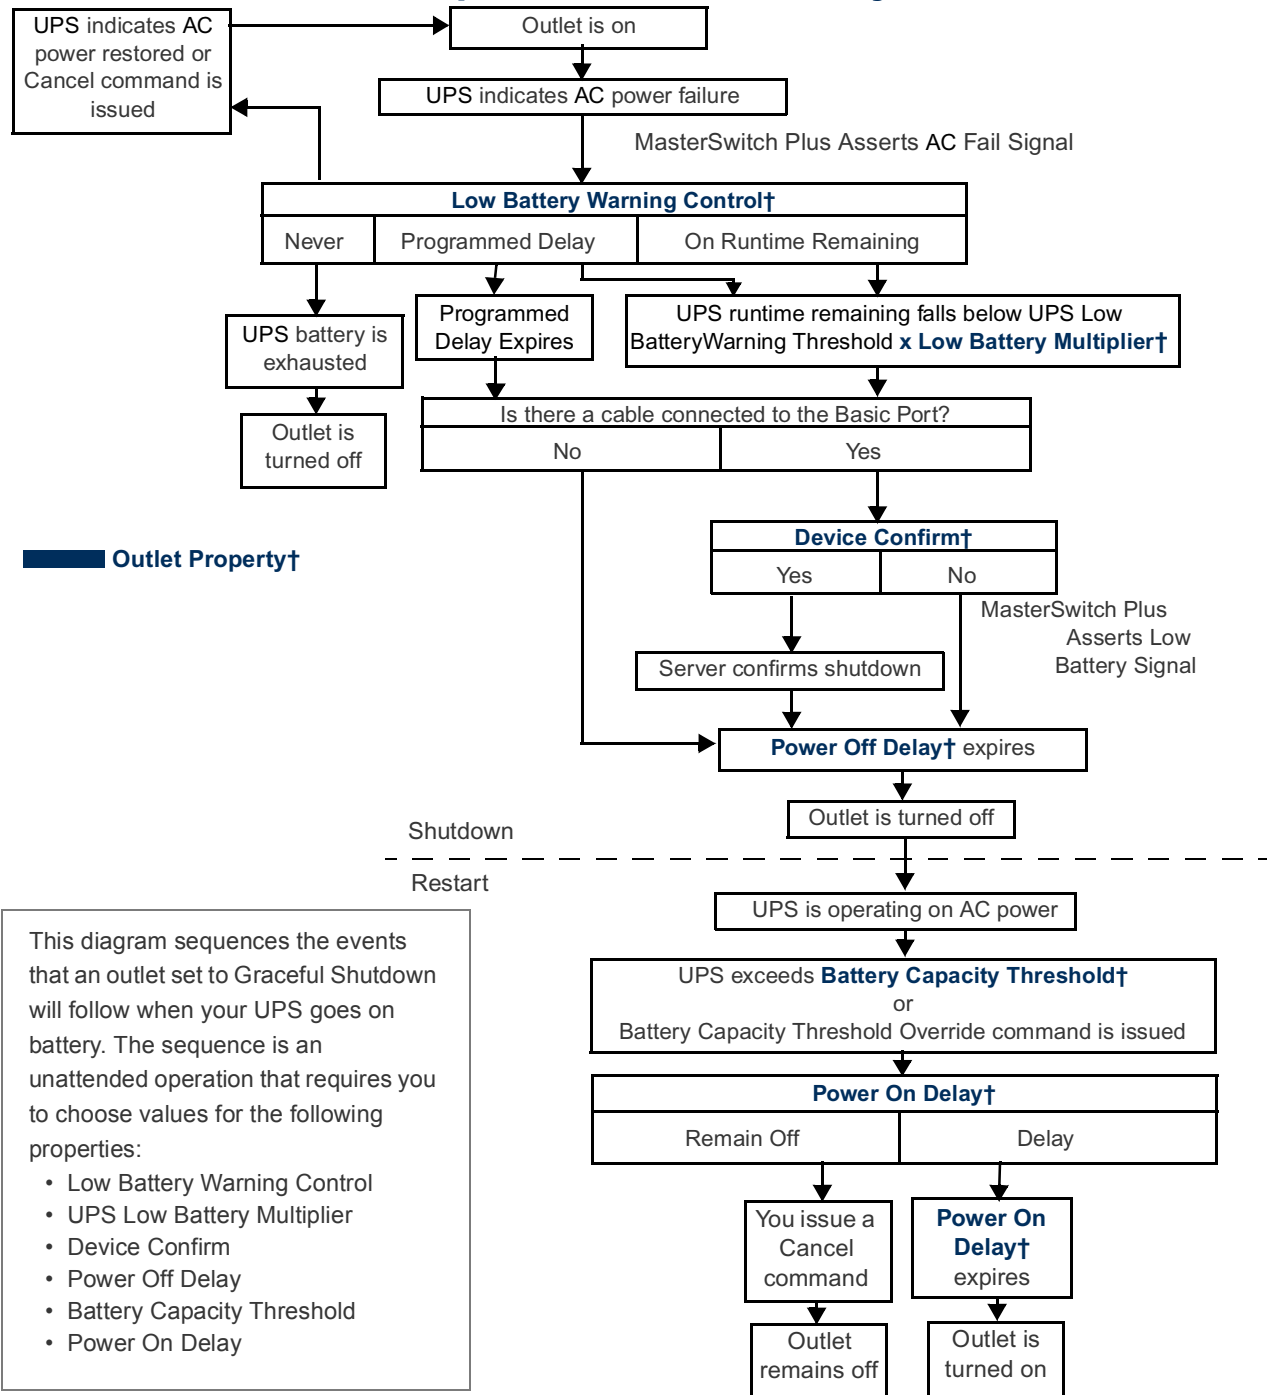 UPS indicates AC
power restored or
Cancel command is
issued
Outlet is on
UPS indicates AC power failure
MasterSwitch Plus Asserts AC Fail Signal
Low Battery Warning Control†
Never
Programmed Delay
On Runtime Remaining
UPS battery is
exhausted
Outlet is
turned off
Programmed
Delay Expires
UPS runtime remaining falls below UPS Low
BatteryWarning Threshold x Low Battery Multiplier†
Is there a cable connected to the Basic Port?
No
Yes
Outlet Property†
Device Confirm†
Yes
No
MasterSwitch Plus
Asserts Low
Battery Signal
Server confirms shutdown
Power Off Delay† expires
Outlet is turned off
Shutdown
Restart
UPS is operating on AC power
UPS exceeds Battery Capacity Threshold†
or
Battery Capacity Threshold Override command is issued
Power On Delay†
Remain Off
Delay
You issue a
Cancel
command
Power On
Delay†
expires
Outlet
remains off
Outlet is
turned on
This diagram sequences the events
that an outlet set to Graceful Shutdown
will follow when your UPS goes on
battery. The sequence is an
unattended operation that requires you
to choose values for the following
properties:
• Low Battery Warning Control
• UPS Low Battery Multiplier
• Device Confirm
• Power Off Delay
• Battery Capacity Threshold
• Power On Delay